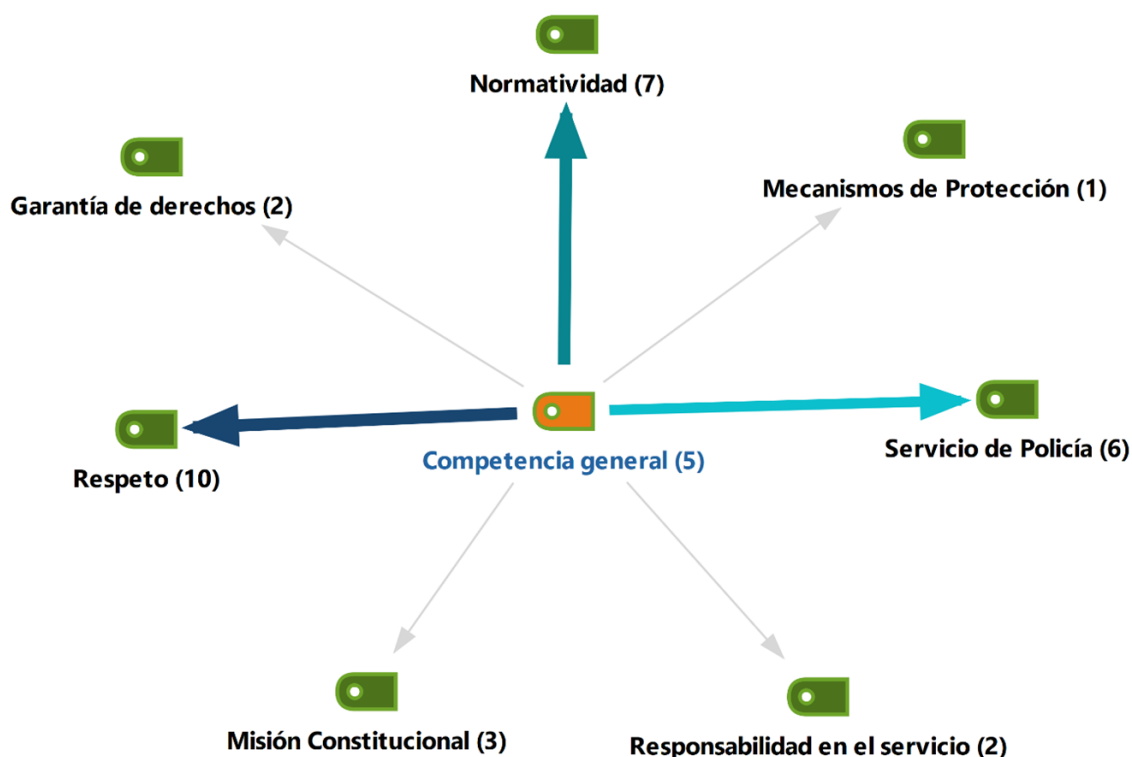 Normatividad (7)
Mecanismos de Protección (1)
Garantía de derechos (2)
Servicio de Policía (6)
Competencia general (5)
Respeto (10)
Misión Constitucional (3)
Responsabilidad en el servicio (2)